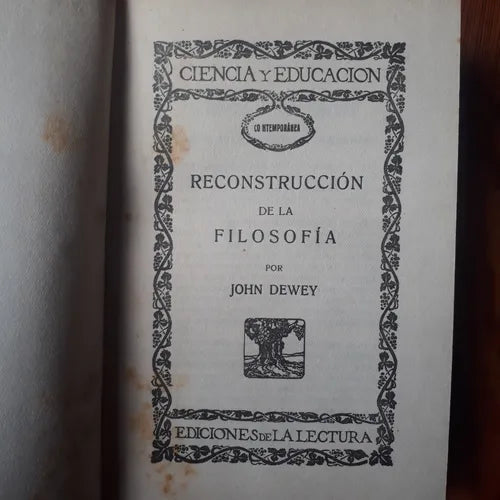 CIENCIA Y EDUCACION
CONTEMPORÁNEA
RECONSTRUCCIÓN
DE LA
FILOSOFÍA
POR
JOHN DEWEY
EDICIONES DE LA LECTURA